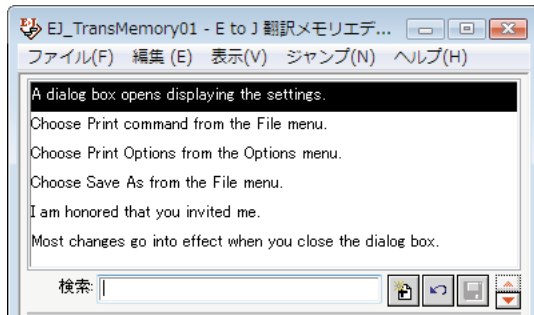 EJ_TransMemory01 - E to J 翻訳メモリエデ...
ファイル(F) 編集(E) 表示(V) ジャンプ(N) ヘルプ(H)
A dialog box opens displaying the settings.
Choose Print command from the File menu.
Choose Print Options from the Options menu.
Choose Save As from the File menu.
I am honored that you invited me.
Most changes go into effect when you close the dialog box.
検索: